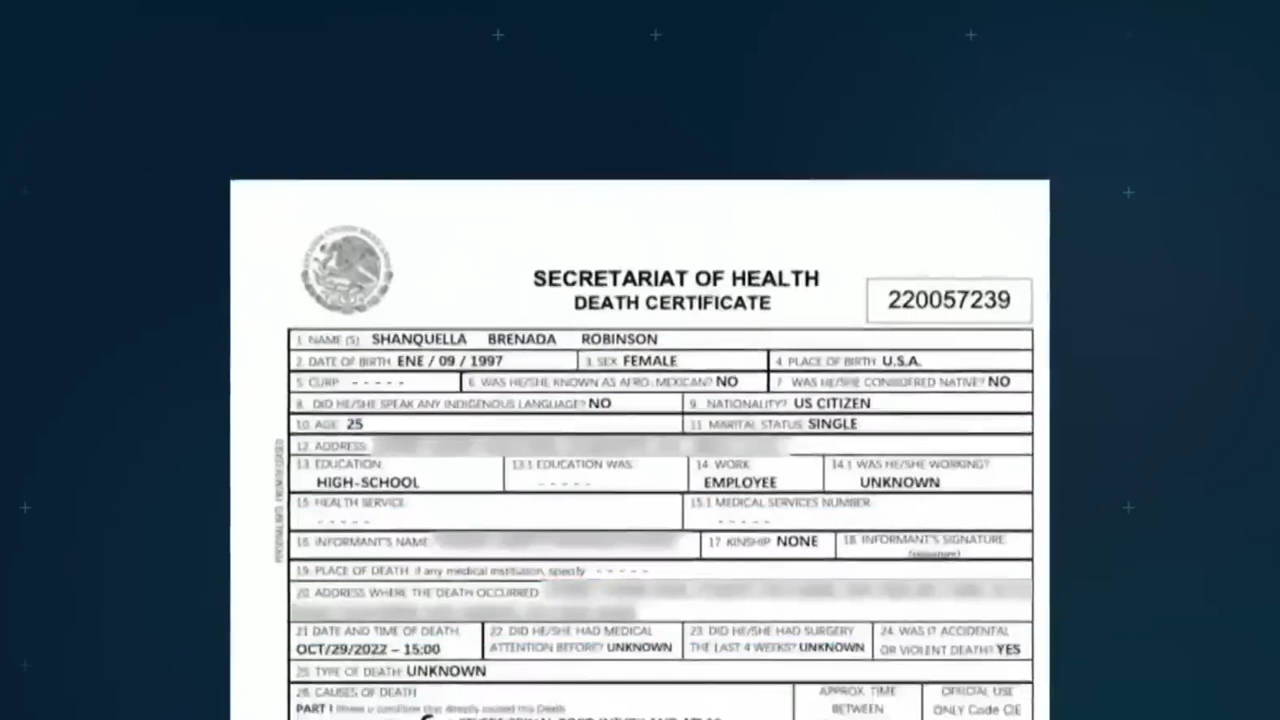 SECRETARIAT OF HEALTH
DEATH CERTIFICATE
220057239
1 NAME (S) SHANQUELLA BRENADA ROBINSON
2 DATE OF BIRTH ENE / 09 / 1997 3 SEX FEMALE 4 PLACE OF BIRTH U.S.A.
5 CURP - - - - - 6 WAS HE/SHE KNOWN AS AFRO-MEXICAN? NO 7 WAS HE/SHE CONSIDERED NATIVE? NO
8 DID HE/SHE SPEAK ANY INDIGENOUS LANGUAGE? NO 9 NATIONALITY? US CITIZEN
10 AGE 25 11 MARITAL STATUS SINGLE
12 ADDRESS
13 EDUCATION 13.1 EDUCATION WAS 14 WORK 14.1 WAS HE/SHE WORKING?
HIGH-SCHOOL - - - - - EMPLOYEE UNKNOWN
15 HEALTH SERVICE 15.1 MEDICAL SERVICES NUMBER
- - - - - - - - - -
16 INFORMANT'S NAME 17 KINSHIP NONE 18 INFORMANT'S SIGNATURE
(signature)
19 PLACE OF DEATH if any medical institution, specify - - - - -
20 ADDRESS WHERE THE DEATH OCCURRED
21 DATE AND TIME OF DEATH 22 DID HE/SHE HAD MEDICAL 23 DID HE/SHE HAD SURGERY 24 WAS IT ACCIDENTAL
OCT/29/2022 - 15:00 ATTENTION BEFORE? UNKNOWN THE LAST 4 WEEKS? UNKNOWN OR VIOLENT DEATH? YES
25 TYPE OF DEATH UNKNOWN
26 CAUSES OF DEATH APPROX. TIME OFFICIAL USE
PART I directly caused this Death BETWEEN ONLY Code CIE